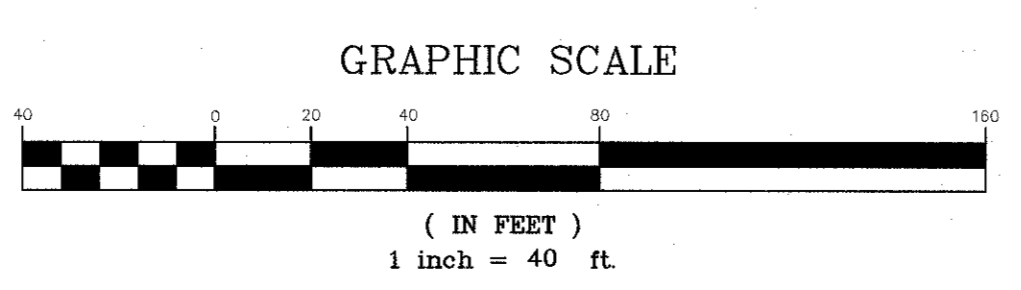 GRAPHIC SCALE
40 0 20 40 80 160
( IN FEET )
1 inch = 40 ft.